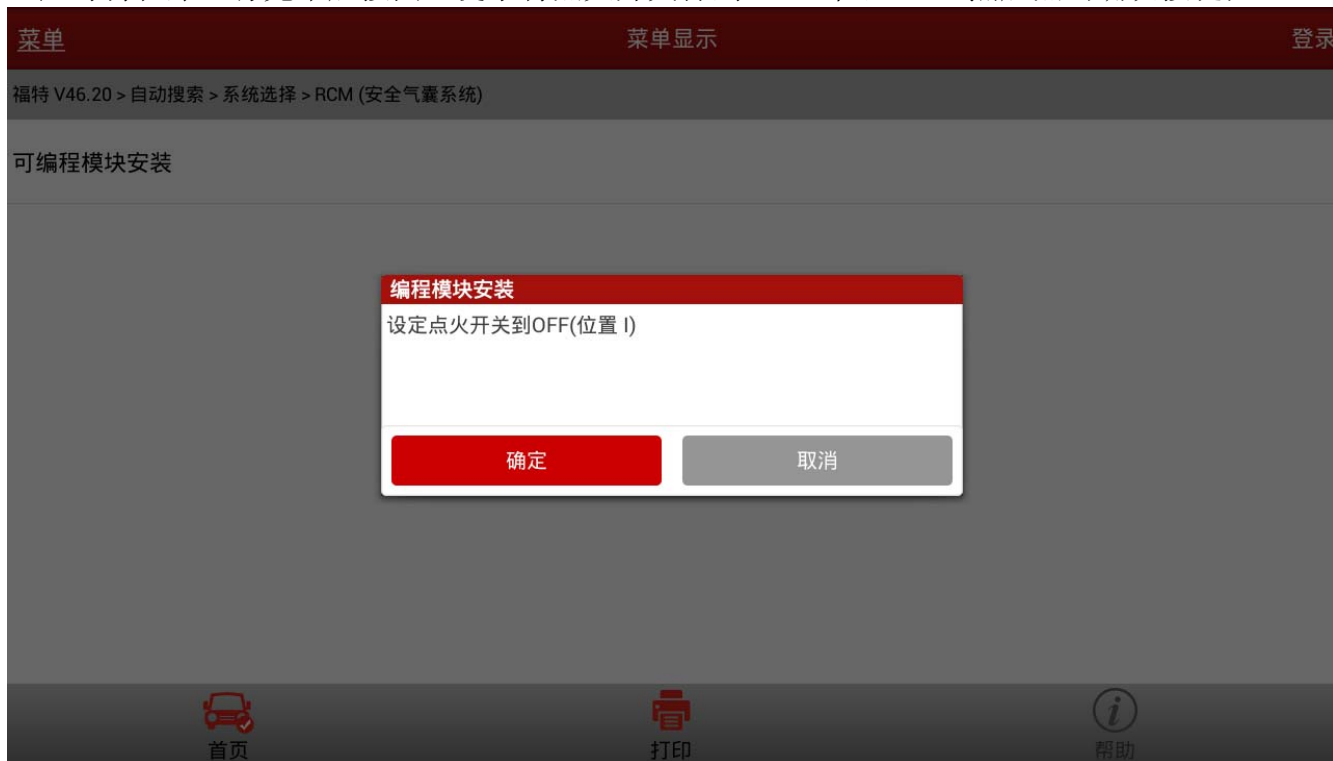 菜单
菜单显示
登录
福特 V46.20 > 自动搜索 > 系统选择 > RCM (安全气囊系统)
可编程模块安装
编程模块安装
设定点火开关到OFF(位置 I)
确定
取消
首页
打印
帮助